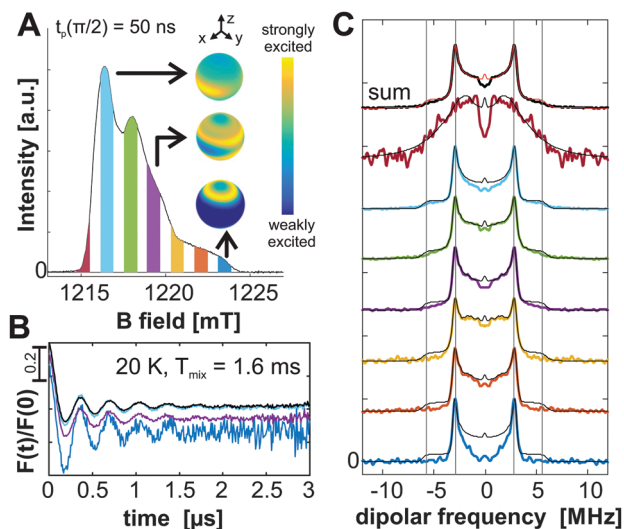 A
tₚ(π/2) = 50 ns
z
x y
strongly
excited
weakly
excited
Intensity [a.u.]
0
1215 1220 1225
B field [mT]
B
0.2
20 K, Tₘᵢₓ = 1.6 ms
F(t)/F(0)
0 0.5 1 1.5 2 2.5 3
time [µs]
C
sum
0
-10 -5 0 5 10
dipolar frequency [MHz]